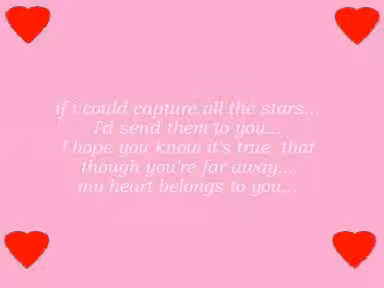 if i could capture all the stars...
I'd send them to you...
I hope you know it's true, that
though you're far away...
my heart belongs to you...